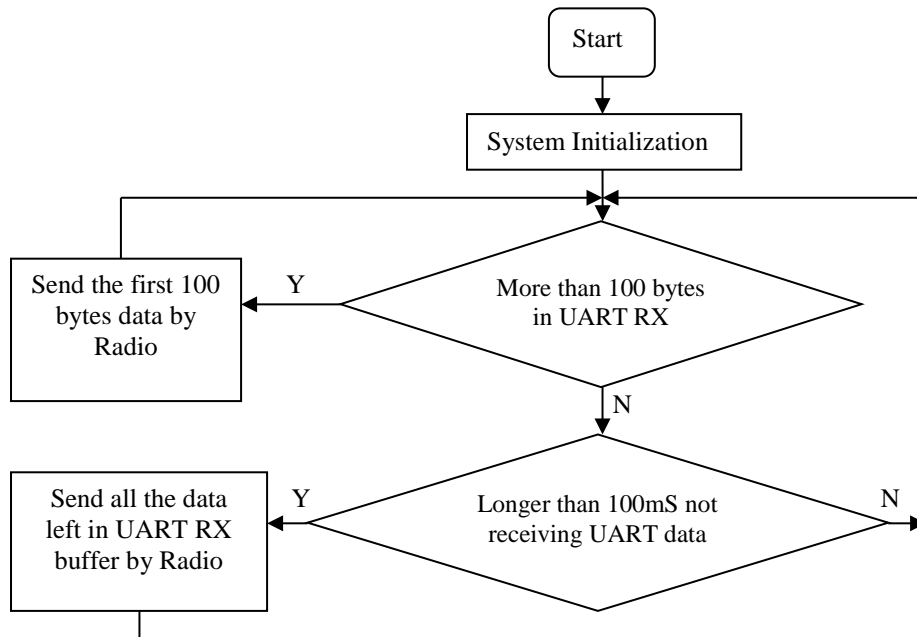 Start
System Initialization
More than 100 bytes
in UART RX
Y
Send the first 100
bytes data by
Radio
N
Longer than 100mS not
receiving UART data
Y
N
Send all the data
left in UART RX
buffer by Radio